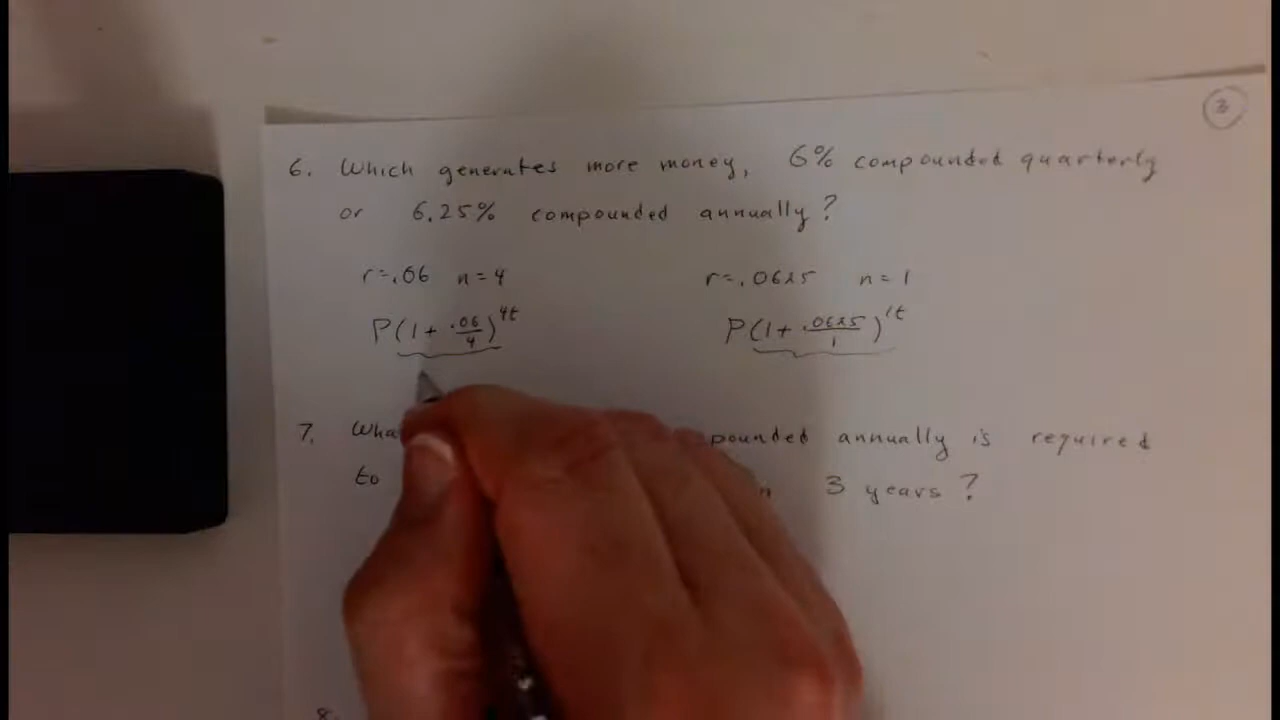 3
6. Which generates more money, 6% compounded quarterly
or 6.25% compounded annually?
r=.06 n=4 r=.0625 n=1
P(1+ .06/4)^4t P(1+ .0625/1)^1t
7. annually is required
to 3 years?
8.